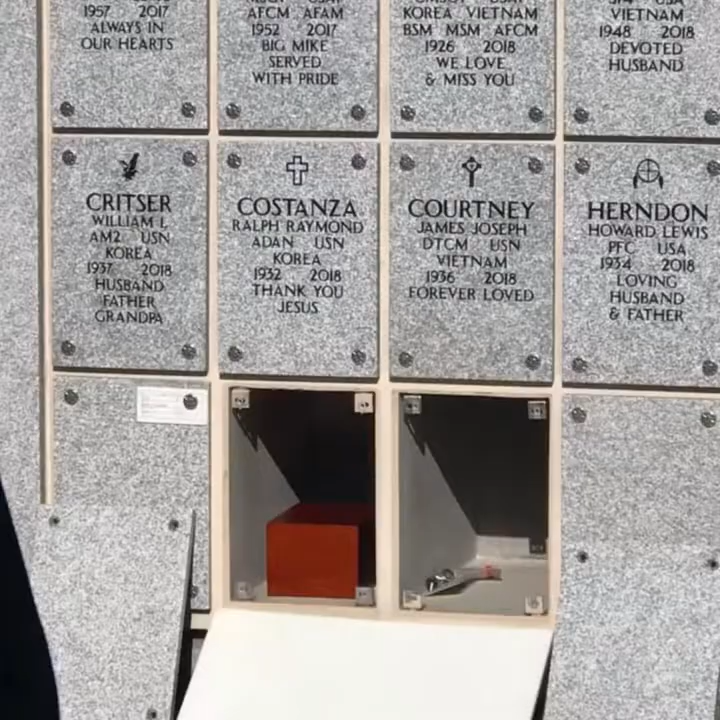 1957 2017
ALWAYS IN
OUR HEARTS
AFCM AFAM
1952 2017
BIG MIKE
SERVED
WITH PRIDE
KOREA VIETNAM
BSM MSM AFCM
1926 2018
WE LOVE
& MISS YOU
VIETNAM
1948 2018
DEVOTED
HUSBAND
CRITSER
WILLIAM L
AM2 USN
KOREA
1937 2018
HUSBAND
FATHER
GRANDPA
COSTANZA
RALPH RAYMOND
ADAN USN
KOREA
1932 2018
THANK YOU
JESUS
COURTNEY
JAMES JOSEPH
DTCM USN
VIETNAM
1936 2018
FOREVER LOVED
HERNDON
HOWARD LEWIS
PFC USA
1934 2018
LOVING
HUSBAND
& FATHER